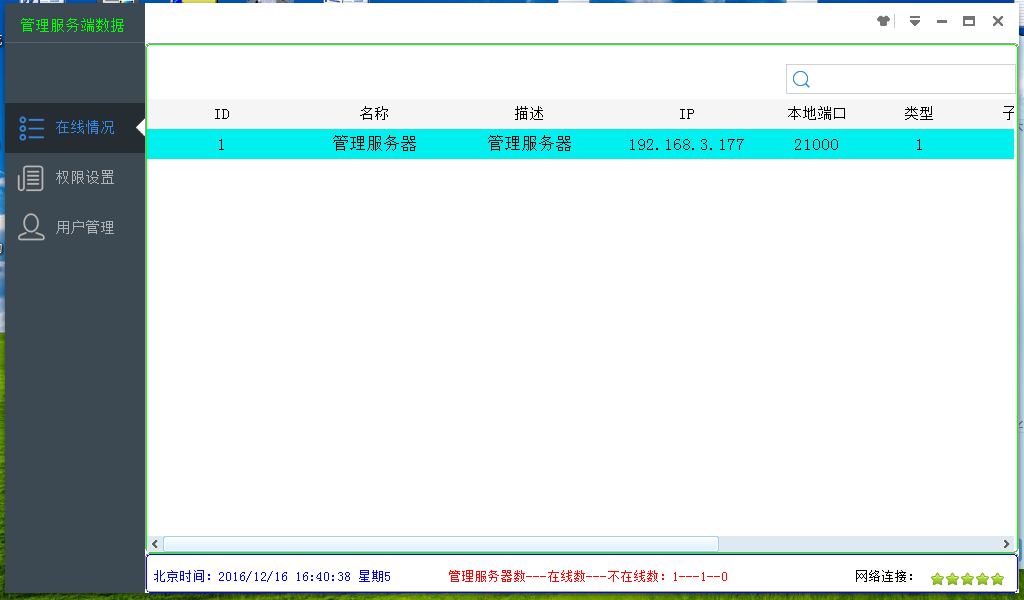 管理服务端数据
在线情况
权限设置
用户管理
ID 名称 描述 IP 本地端口 类型 子
1 管理服务器 管理服务器 192.168.3.177 21000 1
北京时间：2016/12/16 16:40:38 星期5 管理服务器数---在线数---不在线数：1---1--0 网络连接：